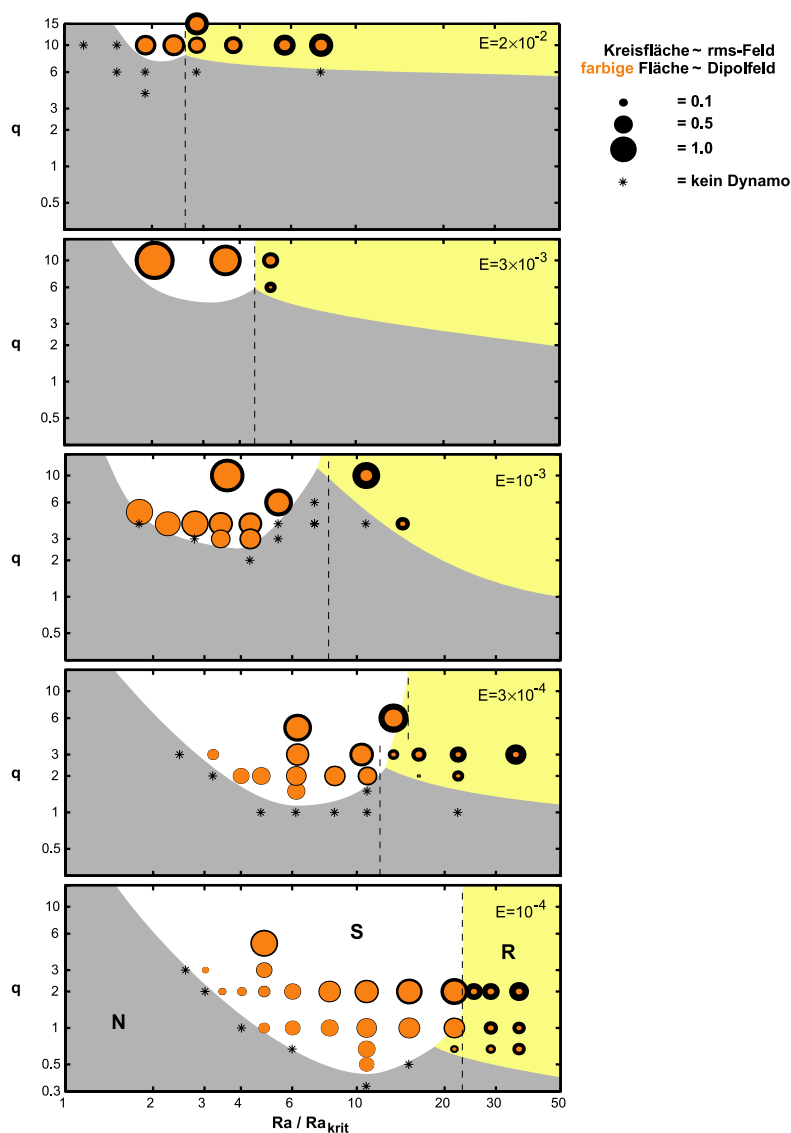 Kreisfläche ~ rms-Feld
farbige Fläche ~ Dipolfeld
= 0.1
= 0.5
= 1.0
= kein Dynamo
E=2×10⁻²
15
10
6
3
2
1
0.5
q
E=3×10⁻³
10
6
3
2
1
0.5
q
E=10⁻³
10
6
3
2
1
0.5
q
E=3×10⁻⁴
10
6
3
2
1
0.5
q
E=10⁻⁴
10
6
3
2
1
0.5
0.3
q
S
R
N
1 2 3 4 6 10 20 30 50
Ra / Rakrit